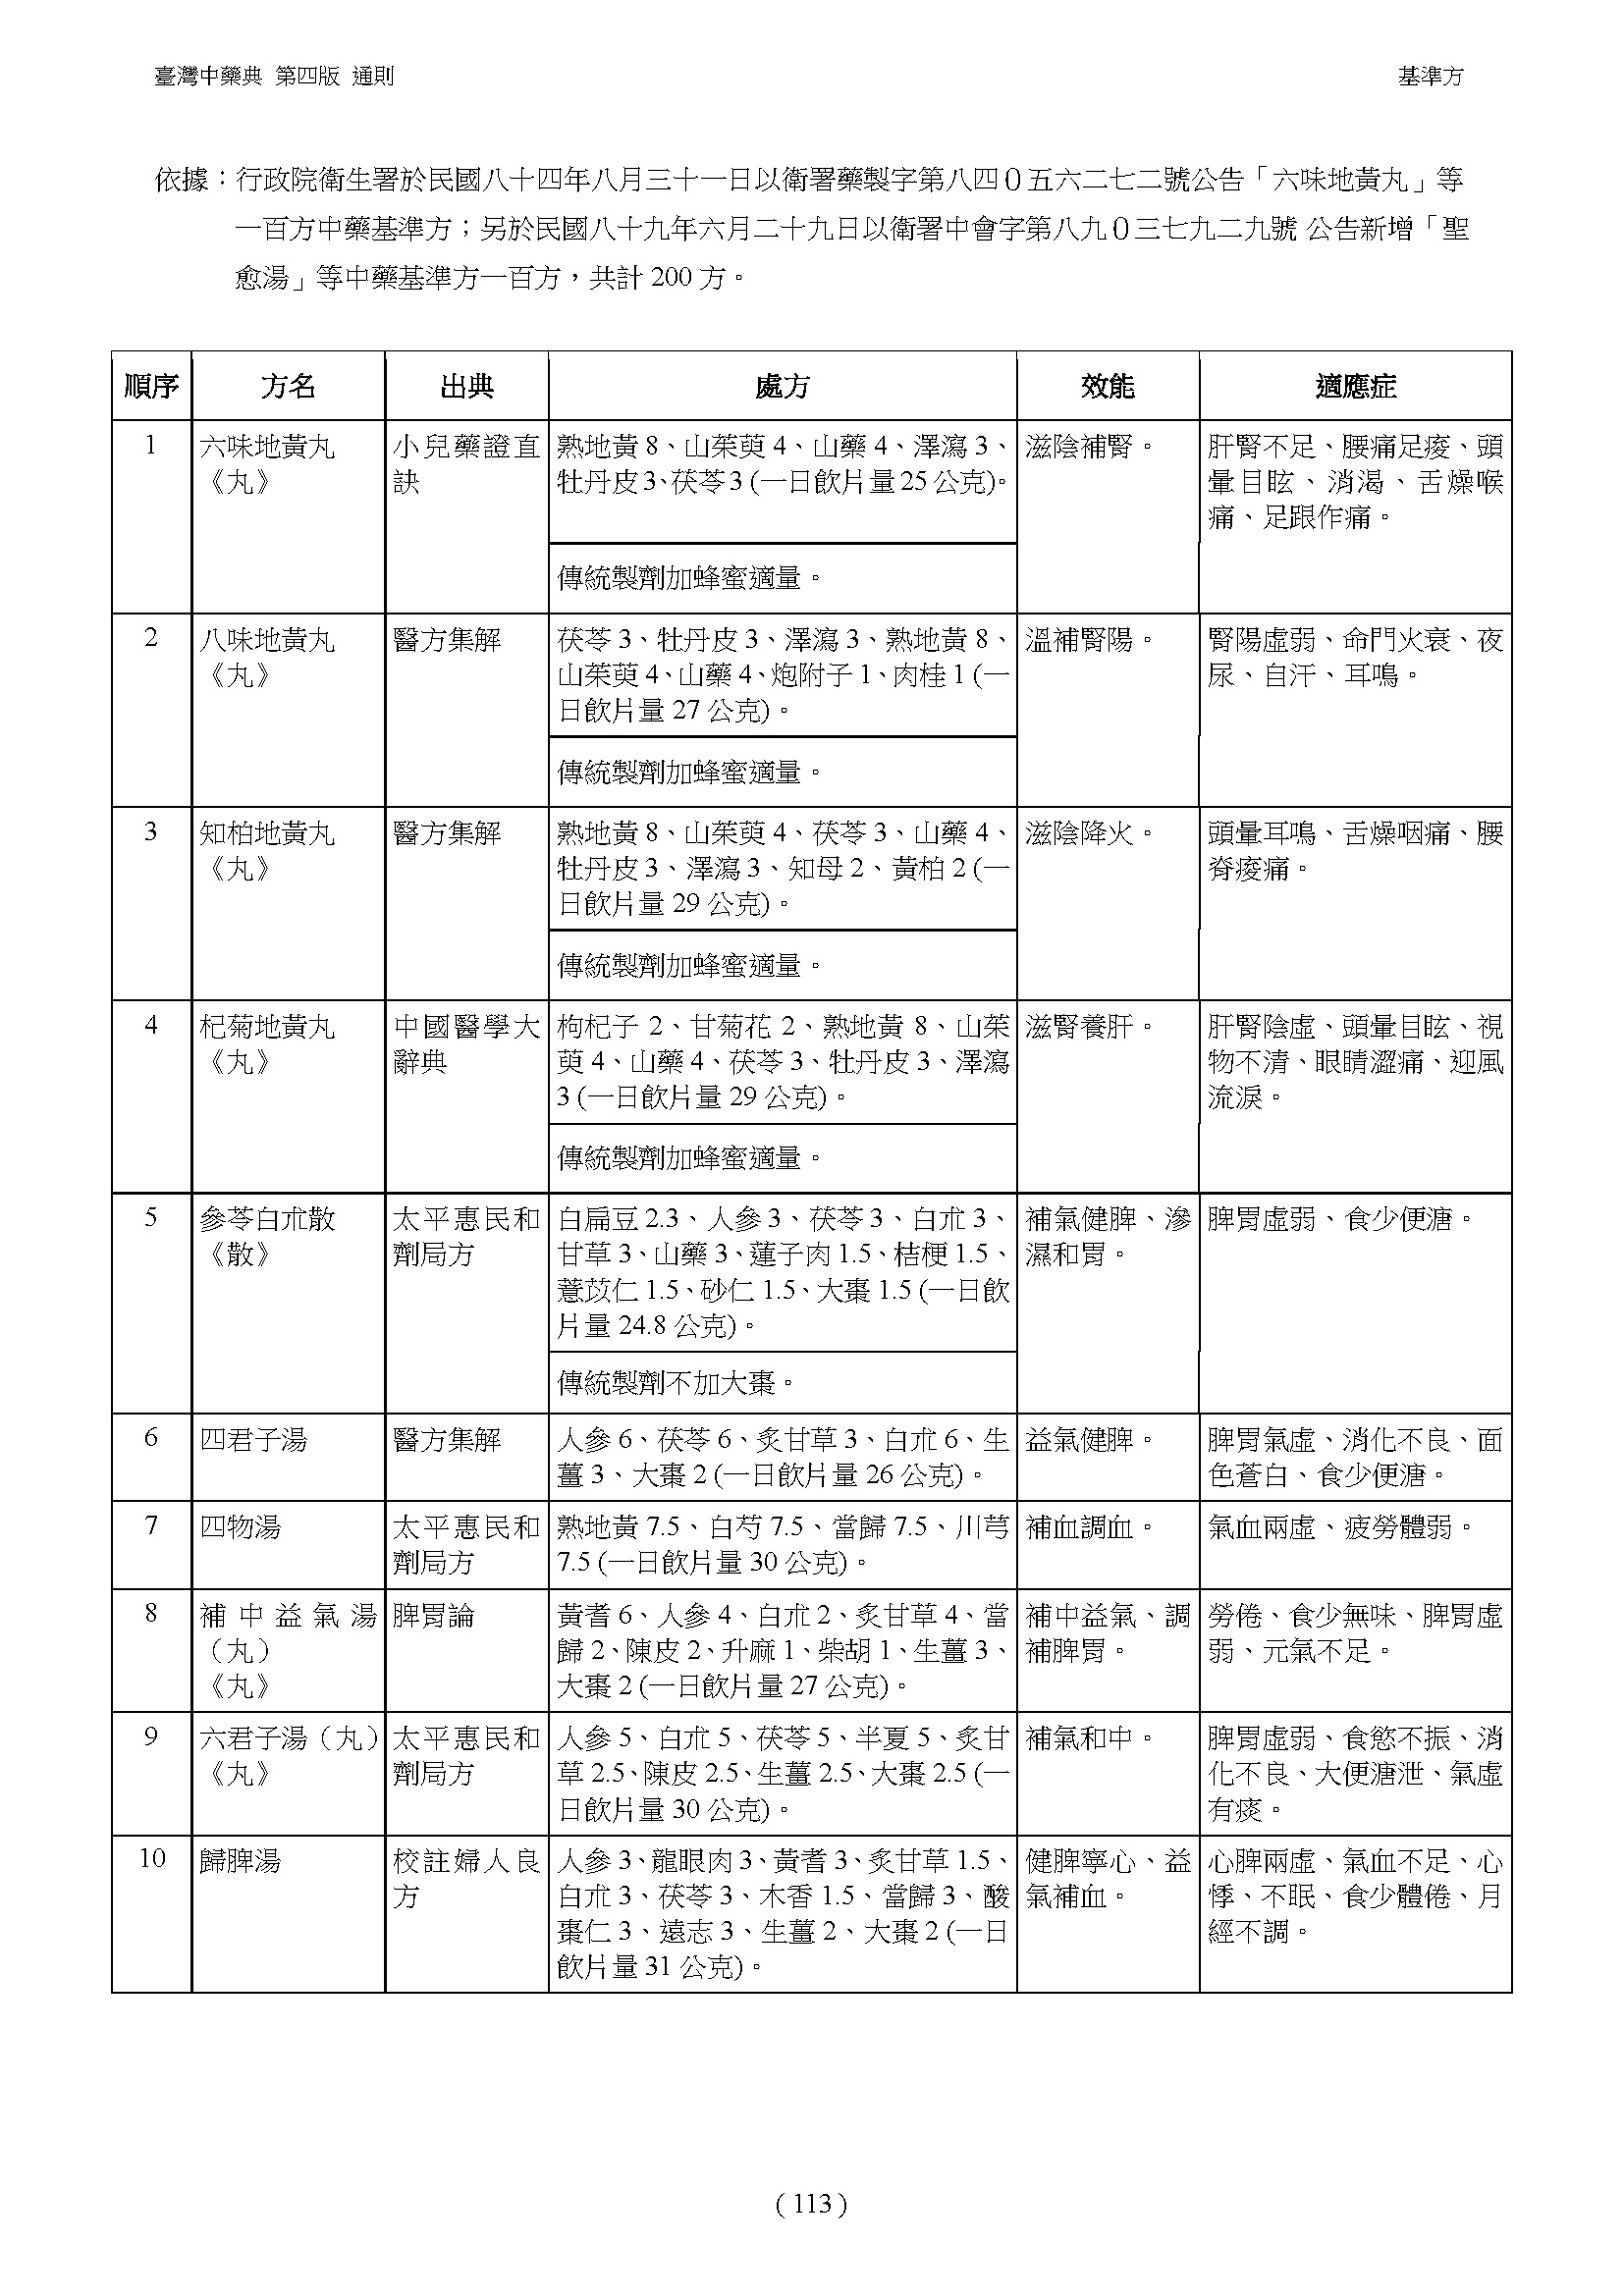 臺灣中藥典 第四版 通則
基準方
依據：行政院衛生署於民國八十四年八月三十一日以衛署藥製字第八四０五六二七二號公告「六味地黃丸」等
一百方中藥基準方；另於民國八十九年六月二十九日以衛署中會字第八九０三七九二九號 公告新增「聖
愈湯」等中藥基準方一百方，共計 200 方。
順序
方名
出典
處方
效能
適應症
1
六味地黃丸
《丸》
小兒藥證直
訣
熟地黃 8、山茱萸 4、山藥 4、澤瀉 3、
牡丹皮 3、茯苓 3 (一日飲片量 25 公克)。
傳統製劑加蜂蜜適量。
滋陰補腎。
肝腎不足、腰痛足痠、頭
暈目眩、消渴、舌燥喉
痛、足跟作痛。
2
八味地黃丸
《丸》
醫方集解
茯苓 3、牡丹皮 3、澤瀉 3、熟地黃 8、
山茱萸 4、山藥 4、炮附子 1、肉桂 1 (一
日飲片量 27 公克)。
傳統製劑加蜂蜜適量。
溫補腎陽。
腎陽虛弱、命門火衰、夜
尿、自汗、耳鳴。
3
知柏地黃丸
《丸》
醫方集解
熟地黃 8、山茱萸 4、茯苓 3、山藥 4、
牡丹皮 3、澤瀉 3、知母 2、黃柏 2 (一
日飲片量 29 公克)。
傳統製劑加蜂蜜適量。
滋陰降火。
頭暈耳鳴、舌燥咽痛、腰
脊痠痛。
4
杞菊地黃丸
《丸》
中國醫學大
辭典
枸杞子 2、甘菊花 2、熟地黃 8、山茱
萸 4、山藥 4、茯苓 3、牡丹皮 3、澤瀉
3 (一日飲片量 29 公克)。
傳統製劑加蜂蜜適量。
滋腎養肝。
肝腎陰虛、頭暈目眩、視
物不清、眼睛澀痛、迎風
流淚。
5
參苓白朮散
《散》
太平惠民和
劑局方
白扁豆 2.3、人參 3、茯苓 3、白朮 3、
甘草 3、山藥 3、蓮子肉 1.5、桔梗 1.5、
薏苡仁 1.5、砂仁 1.5、大棗 1.5 (一日飲
片量 24.8 公克)。
傳統製劑不加大棗。
補氣健脾、滲
濕和胃。
脾胃虛弱、食少便溏。
6
四君子湯
醫方集解
人參 6、茯苓 6、炙甘草 3、白朮 6、生
薑 3、大棗 2 (一日飲片量 26 公克)。
益氣健脾。
脾胃氣虛、消化不良、面
色蒼白、食少便溏。
7
四物湯
太平惠民和
劑局方
熟地黃 7.5、白芍 7.5、當歸 7.5、川芎
7.5 (一日飲片量 30 公克)。
補血調血。
氣血兩虛、疲勞體弱。
8
補中益氣湯
（丸）
《丸》
脾胃論
黃耆 6、人參 4、白朮 2、炙甘草 4、當
歸 2、陳皮 2、升麻 1、柴胡 1、生薑 3、
大棗 2 (一日飲片量 27 公克)。
補中益氣、調
補脾胃。
勞倦、食少無味、脾胃虛
弱、元氣不足。
9
六君子湯（丸）
《丸》
太平惠民和
劑局方
人參 5、白朮 5、茯苓 5、半夏 5、炙甘
草 2.5、陳皮 2.5、生薑 2.5、大棗 2.5 (一
日飲片量 30 公克)。
補氣和中。
脾胃虛弱、食慾不振、消
化不良、大便溏泄、氣虛
有痰。
10
歸脾湯
校註婦人良
方
人參 3、龍眼肉 3、黃耆 3、炙甘草 1.5、
白朮 3、茯苓 3、木香 1.5、當歸 3、酸
棗仁 3、遠志 3、生薑 2、大棗 2 (一日
飲片量 31 公克)。
健脾寧心、益
氣補血。
心脾兩虛、氣血不足、心
悸、不眠、食少體倦、月
經不調。
( 113 )